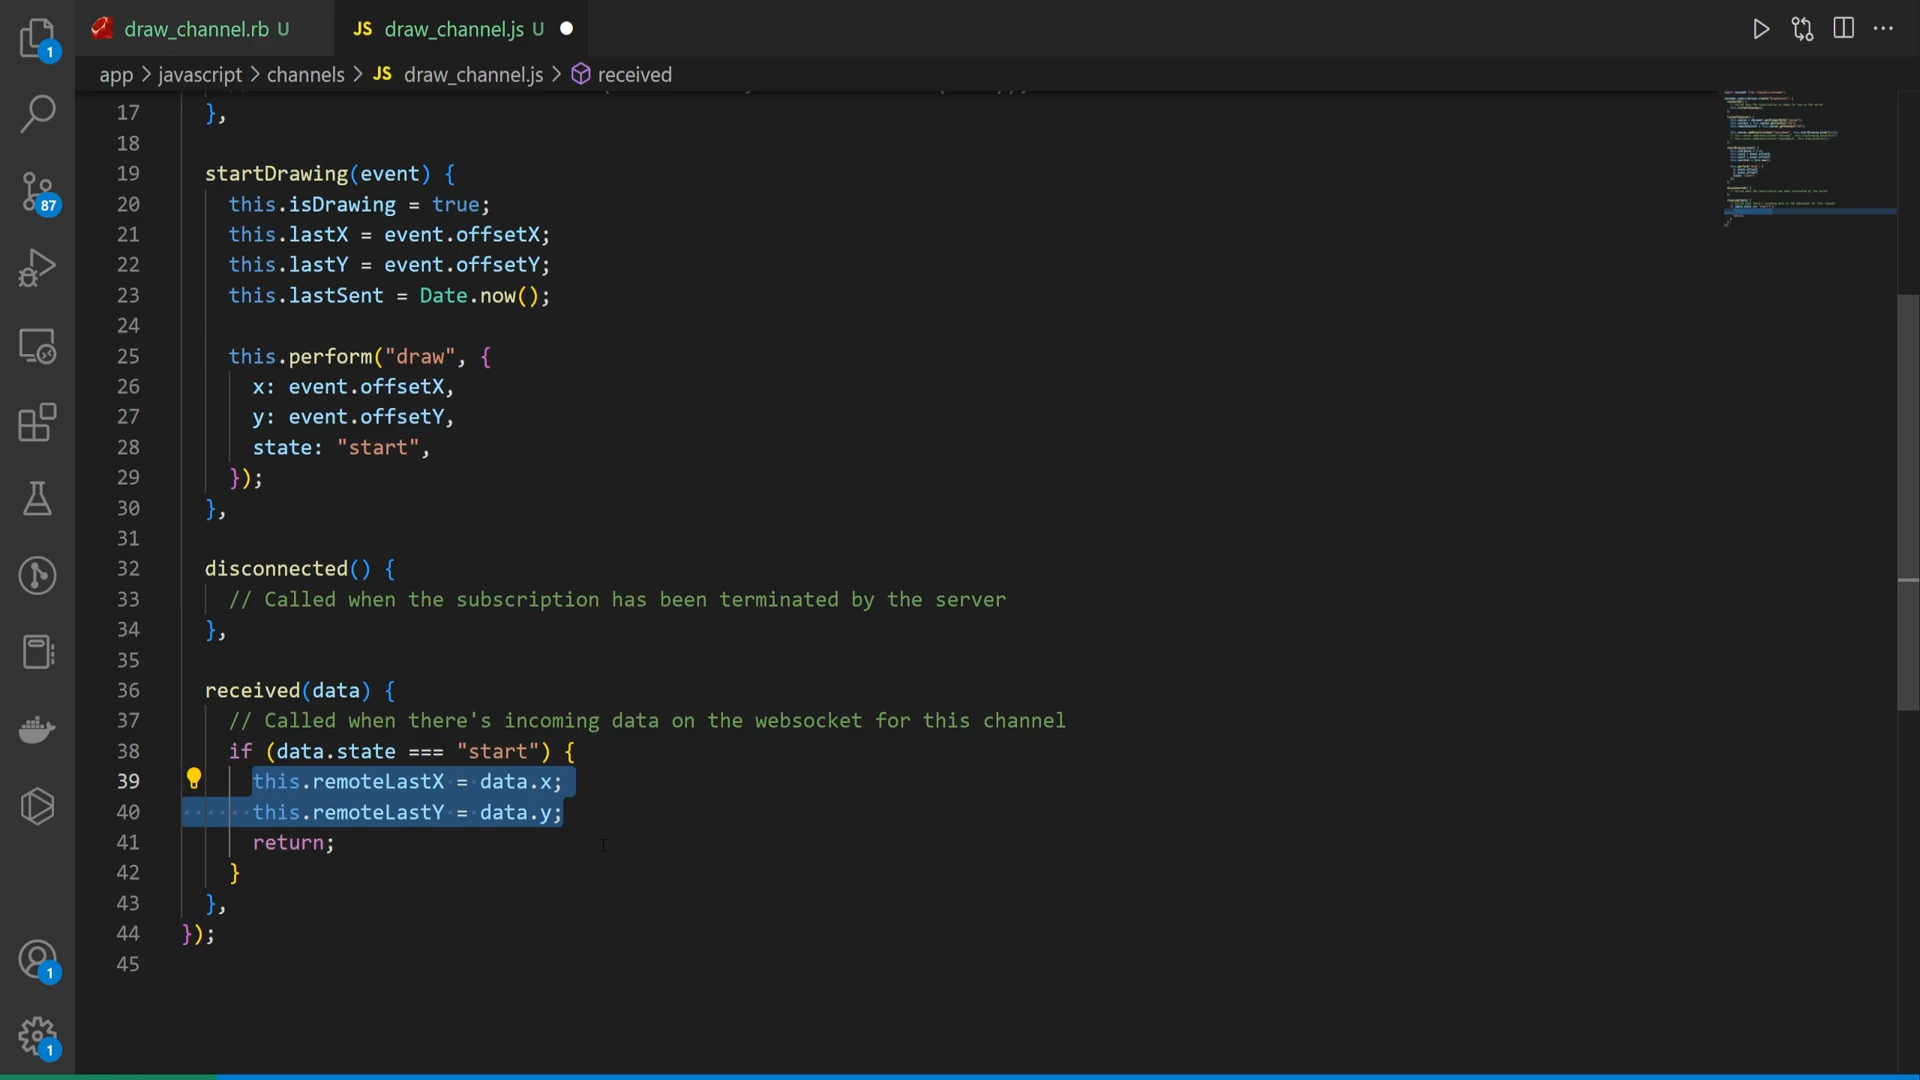 draw_channel.rb U
JS draw_channel.js U
app > javascript > channels > JS draw_channel.js > received
17 },
18
19 startDrawing(event) {
20 this.isDrawing = true;
21 this.lastX = event.offsetX;
22 this.lastY = event.offsetY;
23 this.lastSent = Date.now();
24
25 this.perform("draw", {
26 x: event.offsetX,
27 y: event.offsetY,
28 state: "start",
29 });
30 },
31
32 disconnected() {
33 // Called when the subscription has been terminated by the server
34 },
35
36 received(data) {
37 // Called when there's incoming data on the websocket for this channel
38 if (data.state === "start") {
39 this.remoteLastX = data.x;
40 this.remoteLastY = data.y;
41 return;
42 }
43 },
44 });
45
1
87
1
1